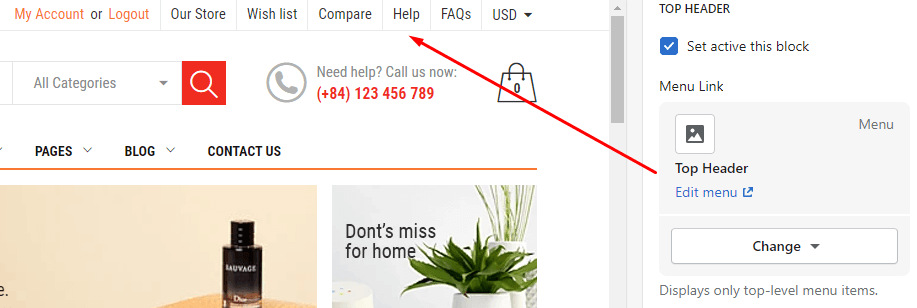 My Account or Logout
Our Store
Wish list
Compare
Help
FAQs
USD
All Categories
Need help? Call us now:
(+84) 123 456 789
0
PAGES
BLOG
CONTACT US
SAUVAGE
Dior
e.
Dont's miss
for home
TOP HEADER
Set active this block
Menu Link
Menu
Top Header
Edit menu
Change
Displays only top-level menu items.